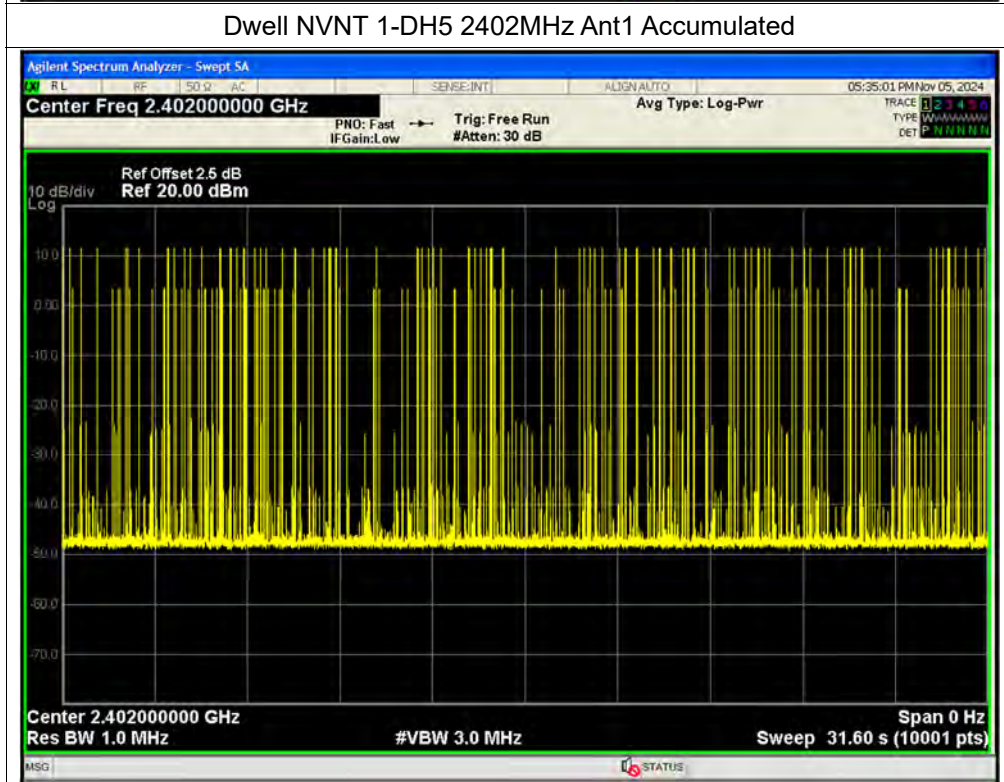 Dwell NVNT 1-DH5 2402MHz Ant1 Accumulated
Agilent Spectrum Analyzer - Swept SA
LXI RL RF 50 Ω AC SENSE:INT ALIGN AUTO 05:35:01 PM Nov 05, 2024
Center Freq 2.402000000 GHz
Avg Type: Log-Pwr
TRACE 1 2 3 4 5 6
TYPE W
DET P N N N N N
PNO: Fast
IFGain:Low
Trig: Free Run
#Atten: 30 dB
Ref Offset 2.5 dB
10 dB/div Ref 20.00 dBm
Log
10.0
0.00
-10.0
-20.0
-30.0
-40.0
-50.0
-60.0
-70.0
Center 2.402000000 GHz Span 0 Hz
Res BW 1.0 MHz #VBW 3.0 MHz Sweep 31.60 s (10001 pts)
MSG STATUS